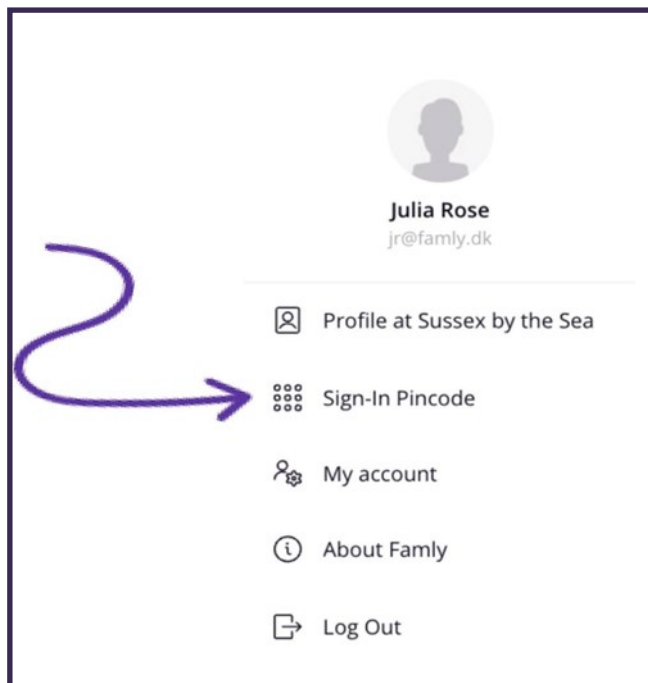 Julia Rose
jr@famly.dk
Profile at Sussex by the Sea
Sign-In Pincode
My account
About Famly
Log Out